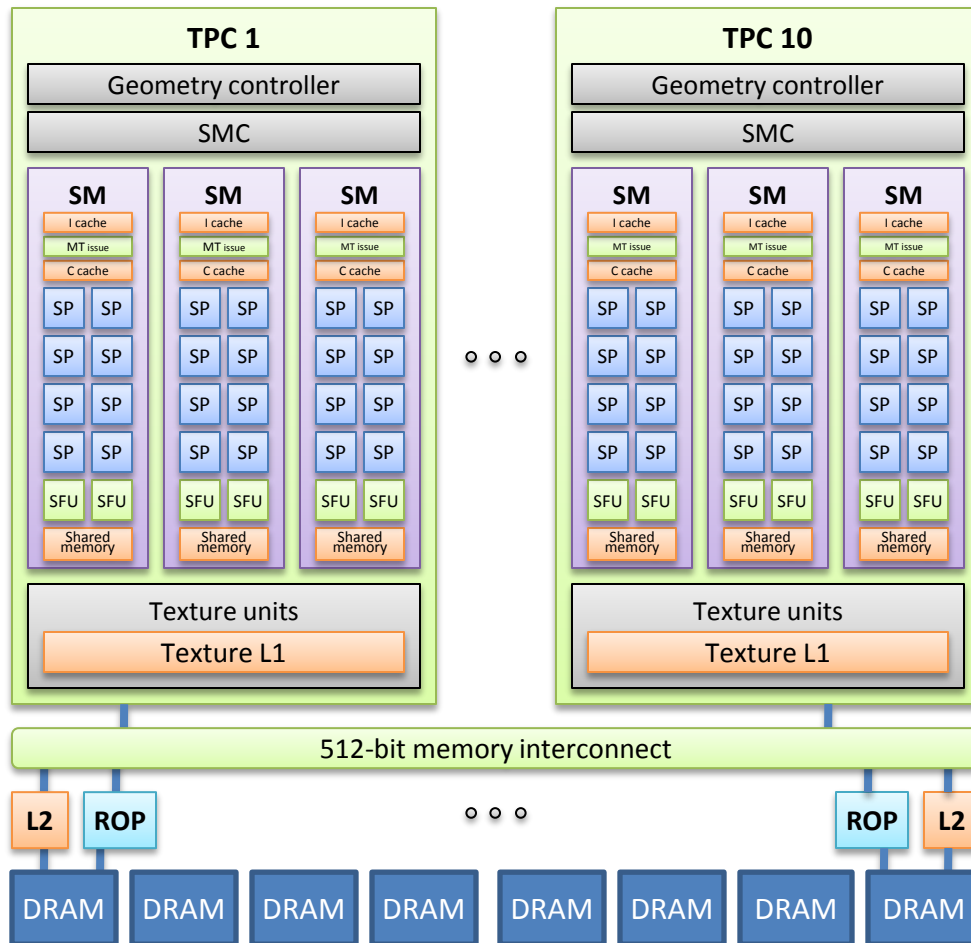 TPC 1
Geometry controller
SMC
SM SM SM
I cache I cache I cache
MT issue MT issue MT issue
C cache C cache C cache
SP SP SP SP SP SP
SP SP SP SP SP SP
SP SP SP SP SP SP
SP SP SP SP SP SP
SFU SFU SFU SFU SFU SFU
Shared Shared Shared
memory memory memory
Texture units
Texture L1
TPC 10
Geometry controller
SMC
SM SM SM
I cache I cache I cache
MT issue MT issue MT issue
C cache C cache C cache
SP SP SP SP SP SP
SP SP SP SP SP SP
SP SP SP SP SP SP
SP SP SP SP SP SP
SFU SFU SFU SFU SFU SFU
Shared Shared Shared
memory memory memory
Texture units
Texture L1
512-bit memory interconnect
L2 ROP ROP L2
DRAM DRAM DRAM DRAM DRAM DRAM DRAM DRAM